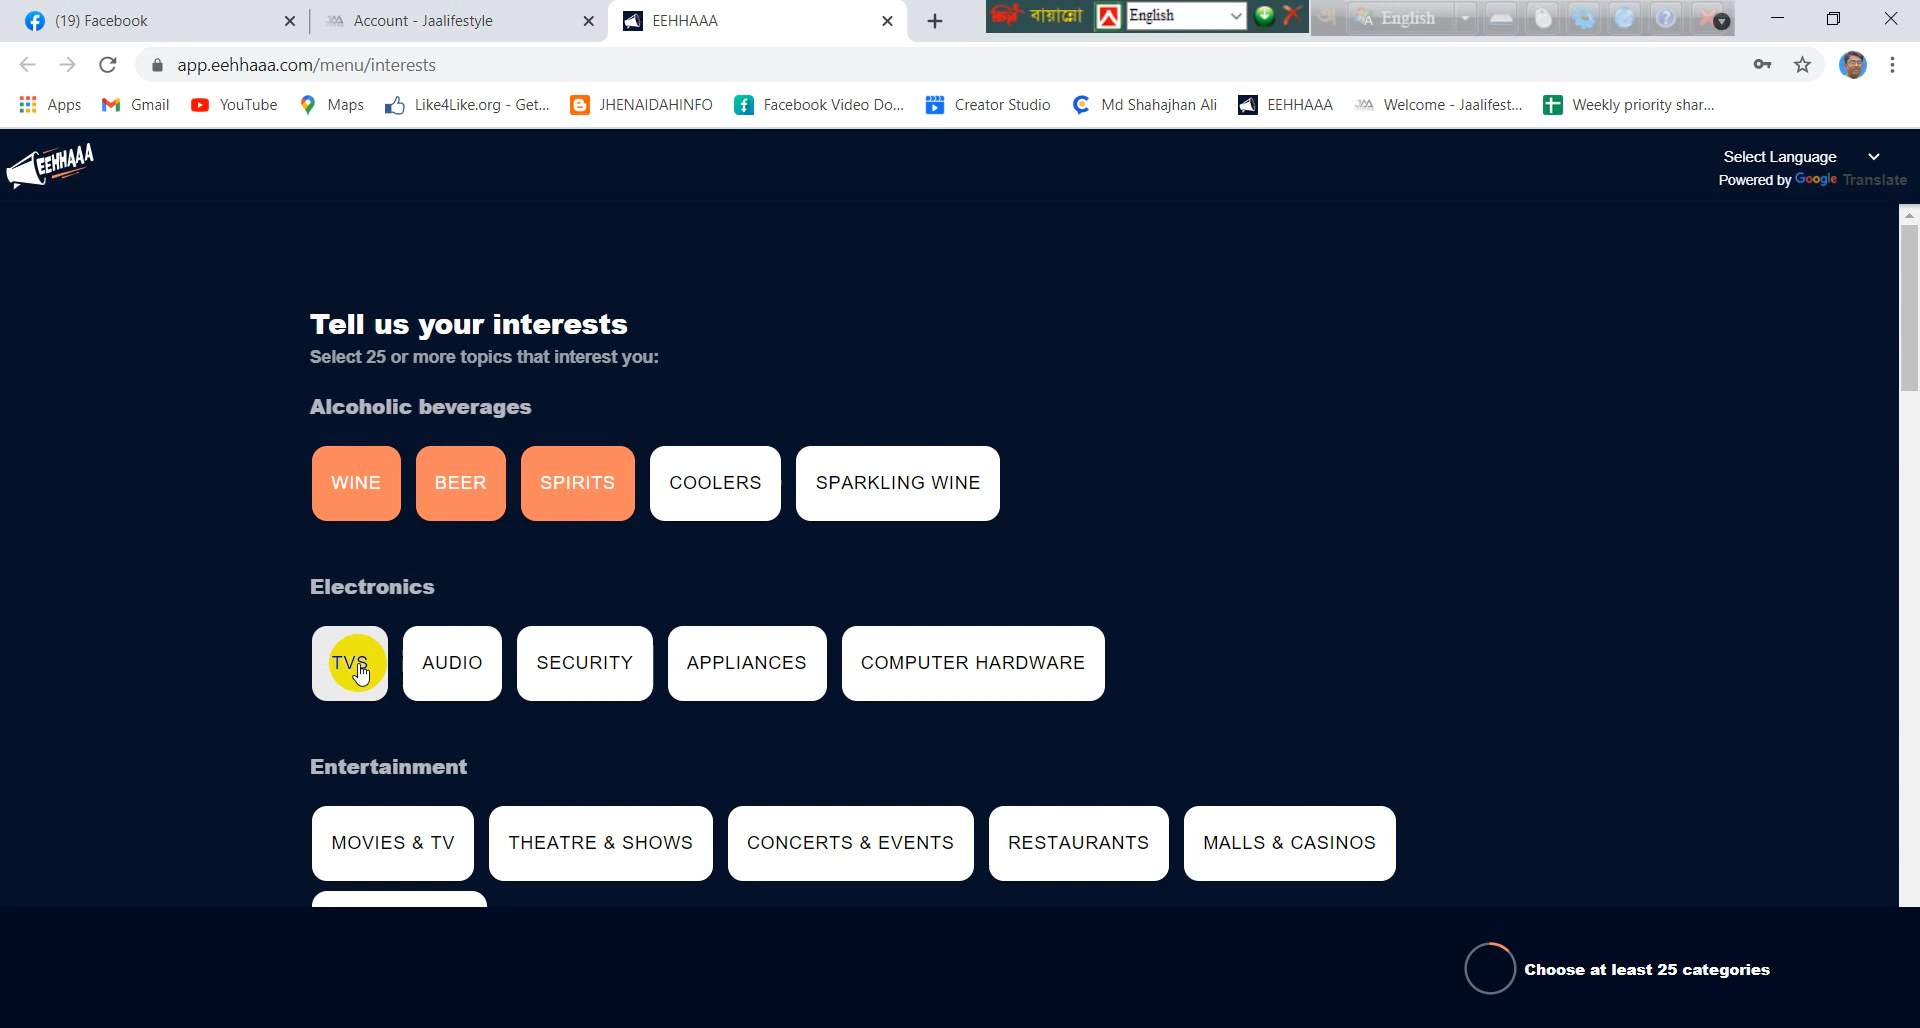 (19) Facebook
Account - Jaalifestyle
EEHHAAA
বায়ান্নো
English
English
app.eehhaaa.com/menu/interests
Apps
Gmail
YouTube
Maps
Like4Like.org - Get...
JHENAIDAHINFO
Facebook Video Do...
Creator Studio
Md Shahajhan Ali
EEHHAAA
Welcome - Jaalifest...
Weekly priority shar...
EEHHAAA
Select Language
Powered by Google Translate
Tell us your interests
Select 25 or more topics that interest you:
Alcoholic beverages
WINE
BEER
SPIRITS
COOLERS
SPARKLING WINE
Electronics
TVS
AUDIO
SECURITY
APPLIANCES
COMPUTER HARDWARE
Entertainment
MOVIES & TV
THEATRE & SHOWS
CONCERTS & EVENTS
RESTAURANTS
MALLS & CASINOS
Choose at least 25 categories